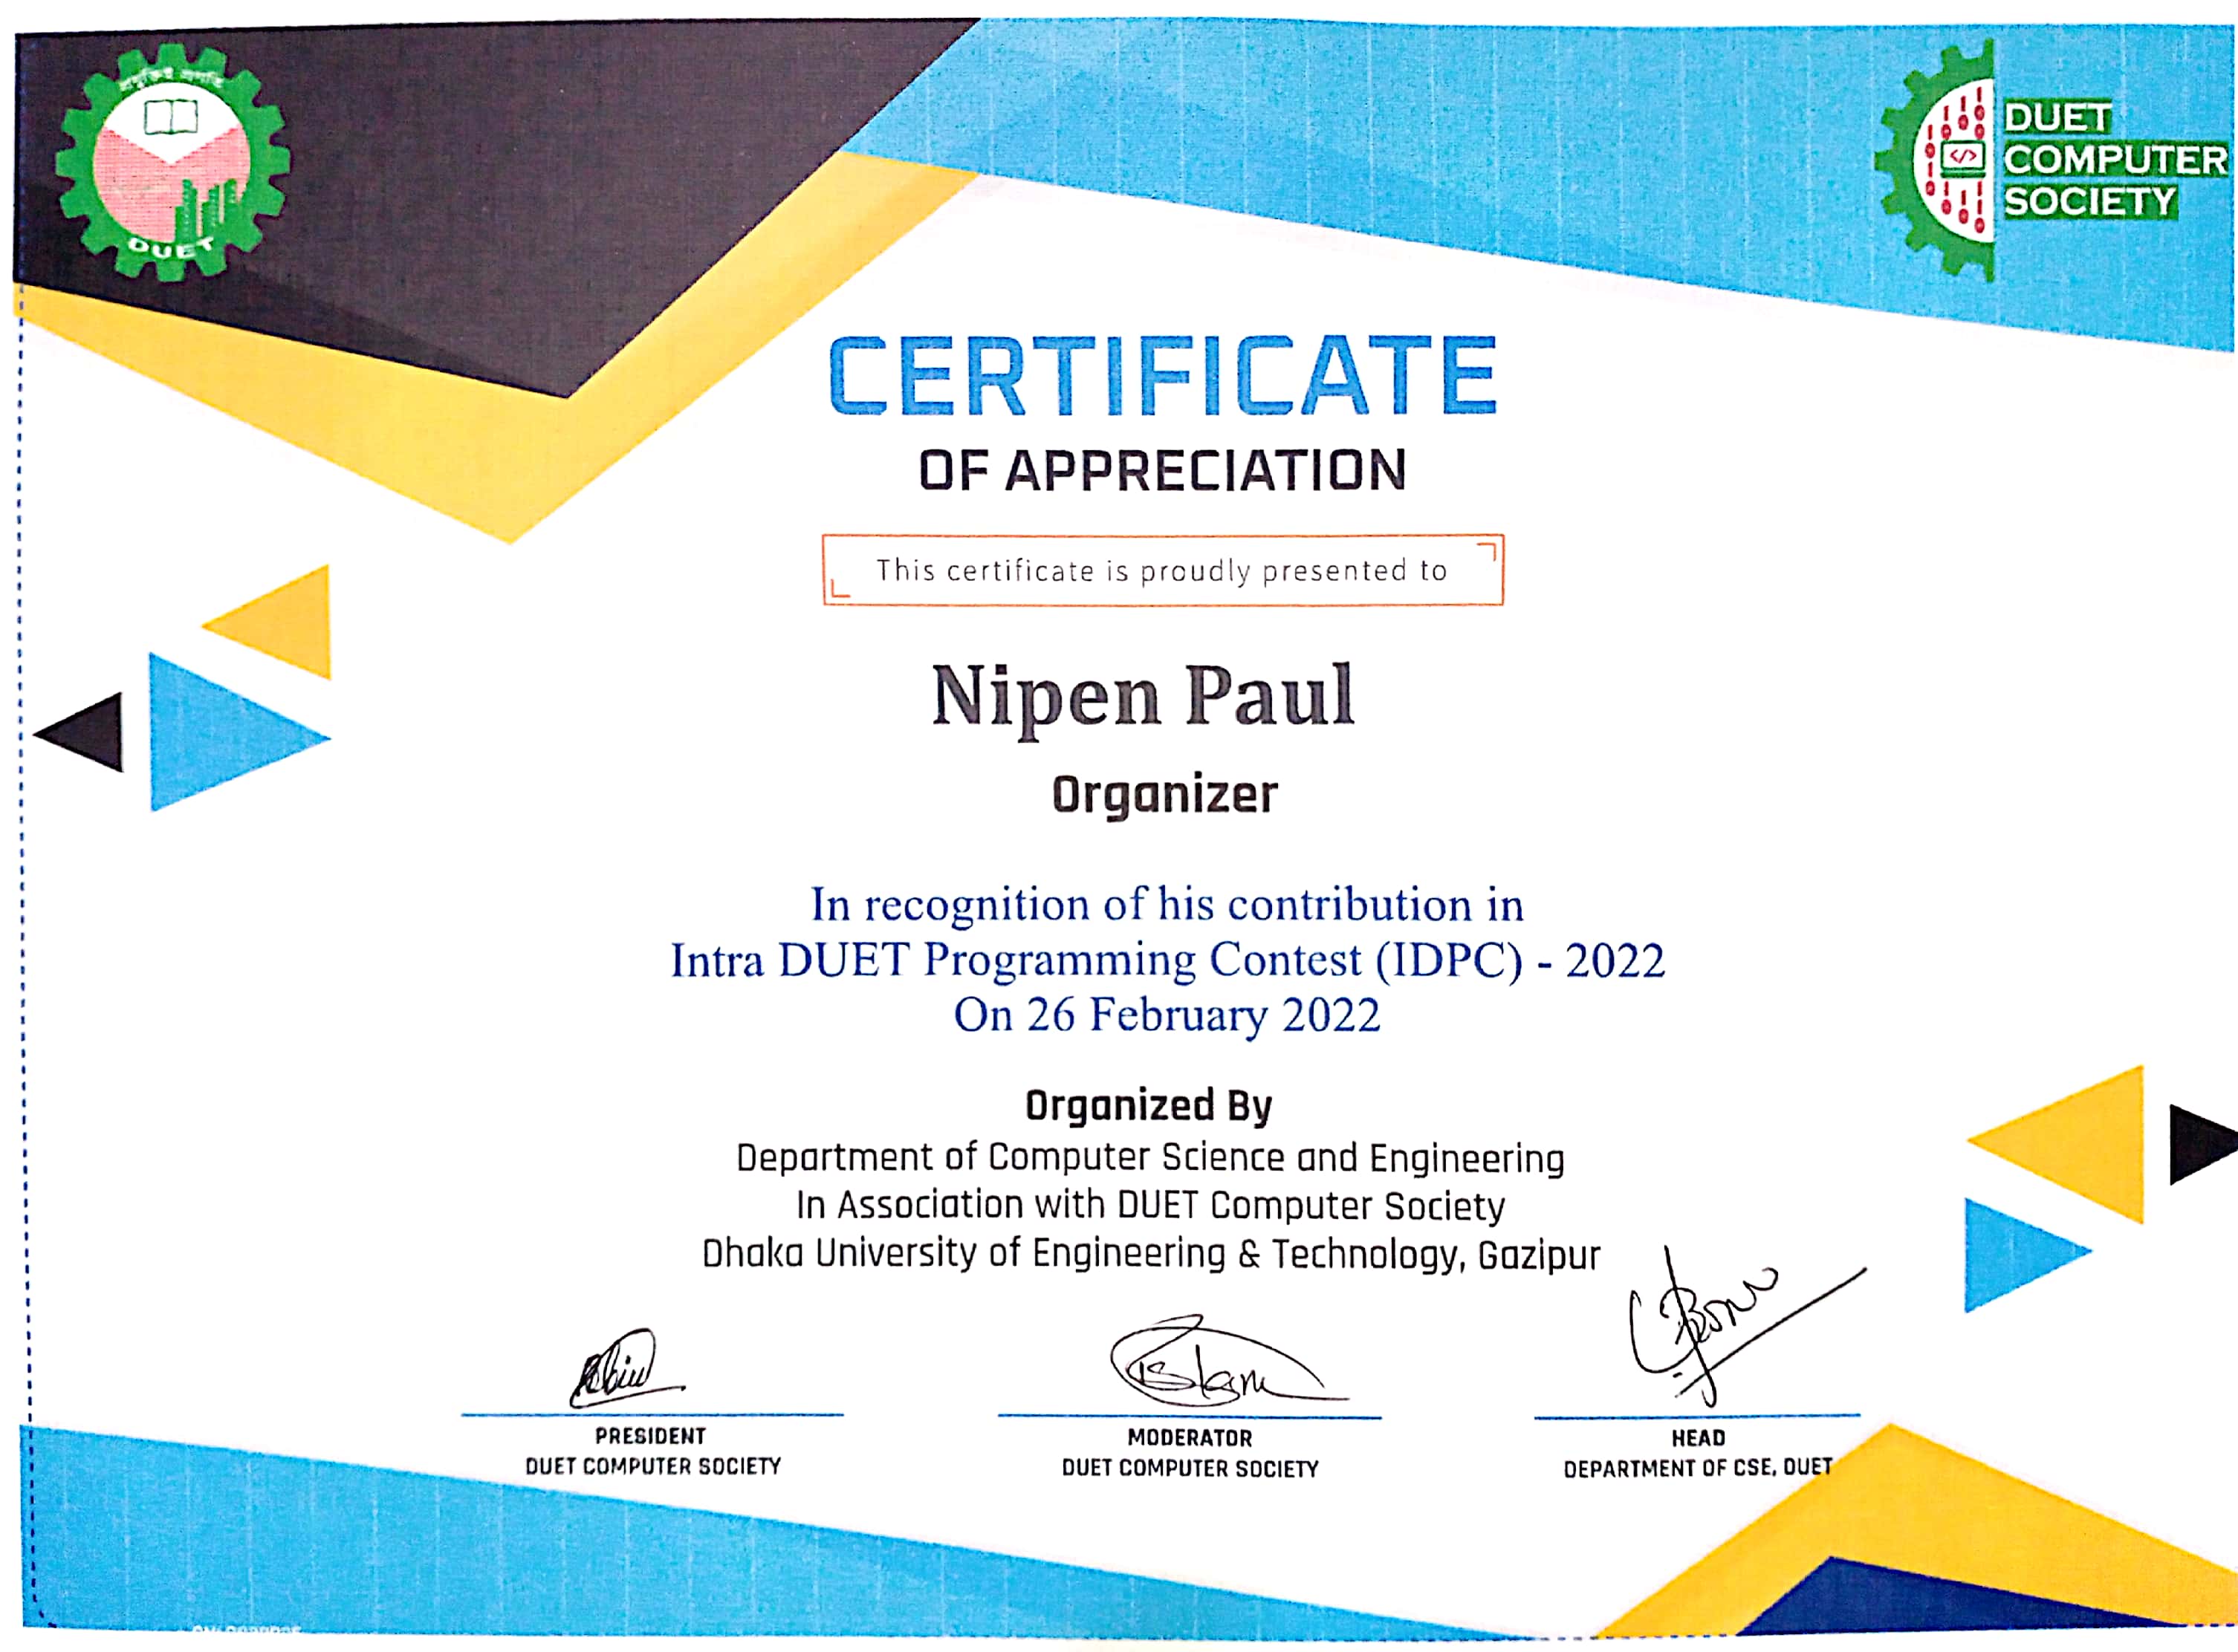 DUET
DUET
COMPUTER
SOCIETY
CERTIFICATE
OF APPRECIATION
This certificate is proudly presented to
Nipen Paul
Organizer
In recognition of his contribution in
Intra DUET Programming Contest (IDPC) - 2022
On 26 February 2022
Organized By
Department of Computer Science and Engineering
In Association with DUET Computer Society
Dhaka University of Engineering & Technology, Gazipur
PRESIDENT
DUET COMPUTER SOCIETY
MODERATOR
DUET COMPUTER SOCIETY
HEAD
DEPARTMENT OF CSE, DUET